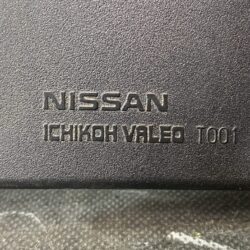 NISSAN
ICHIKOH VALEO T001